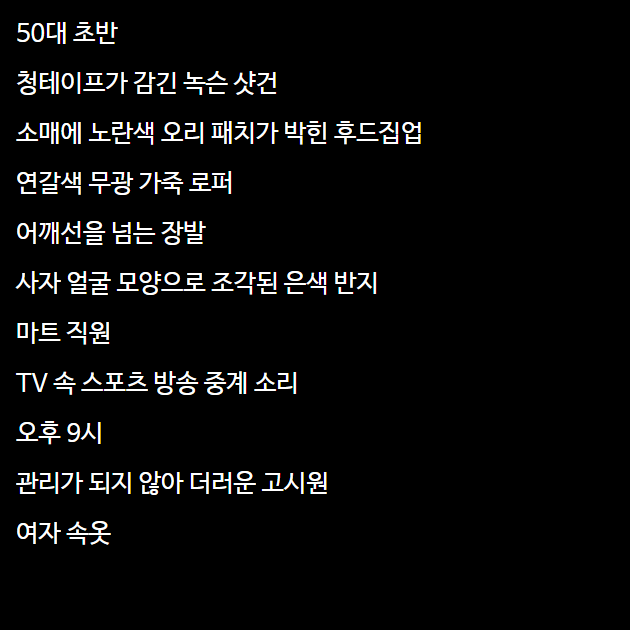 50대 초반
청테이프가 감긴 녹슨 샷건
소매에 노란색 오리 패치가 박힌 후드집업
연갈색 무광 가죽 로퍼
어깨선을 넘는 장발
사자 얼굴 모양으로 조각된 은색 반지
마트 직원
TV 속 스포츠 방송 중계 소리
오후 9시
관리가 되지 않아 더러운 고시원
여자 속옷